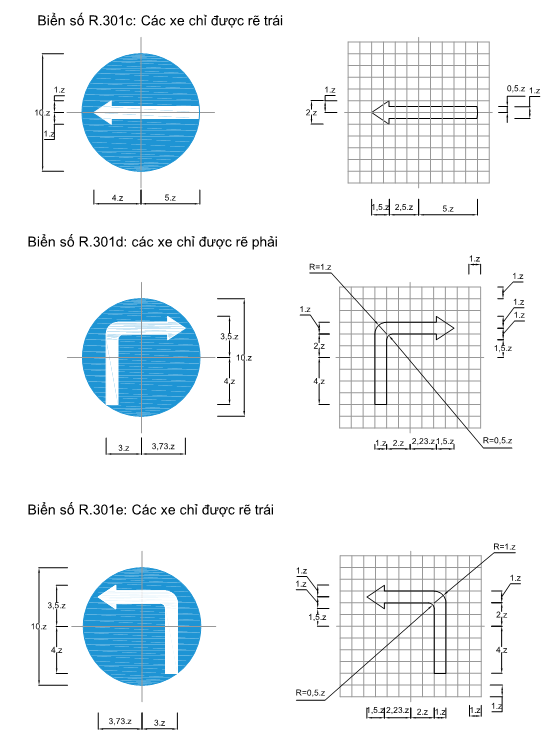 Biển số R.301c: Các xe chỉ được rẽ trái
1.z
10.z
1.z
4.z 5.z
1.z
2.z
0,5.z
1.z
1,5.z 2,5.z 5.z
Biển số R.301d: các xe chỉ được rẽ phải
3,5.z
10.z
4.z
3.z 3,73.z
R=1.z
1.z
1.z
1.z
2.z
4.z
1.z
1.z
1,5.z
1.z 2.z 2,23.z 1,5.z
R=0,5.z
Biển số R.301e: Các xe chỉ được rẽ trái
3,5.z
10.z
4.z
3,73.z 3.z
R=1.z
1.z
1.z
1,5.z
1.z
2.z
4.z
R=0,5.z
1,5.z 2,23.z 2.z 1.z 1.z
1.z